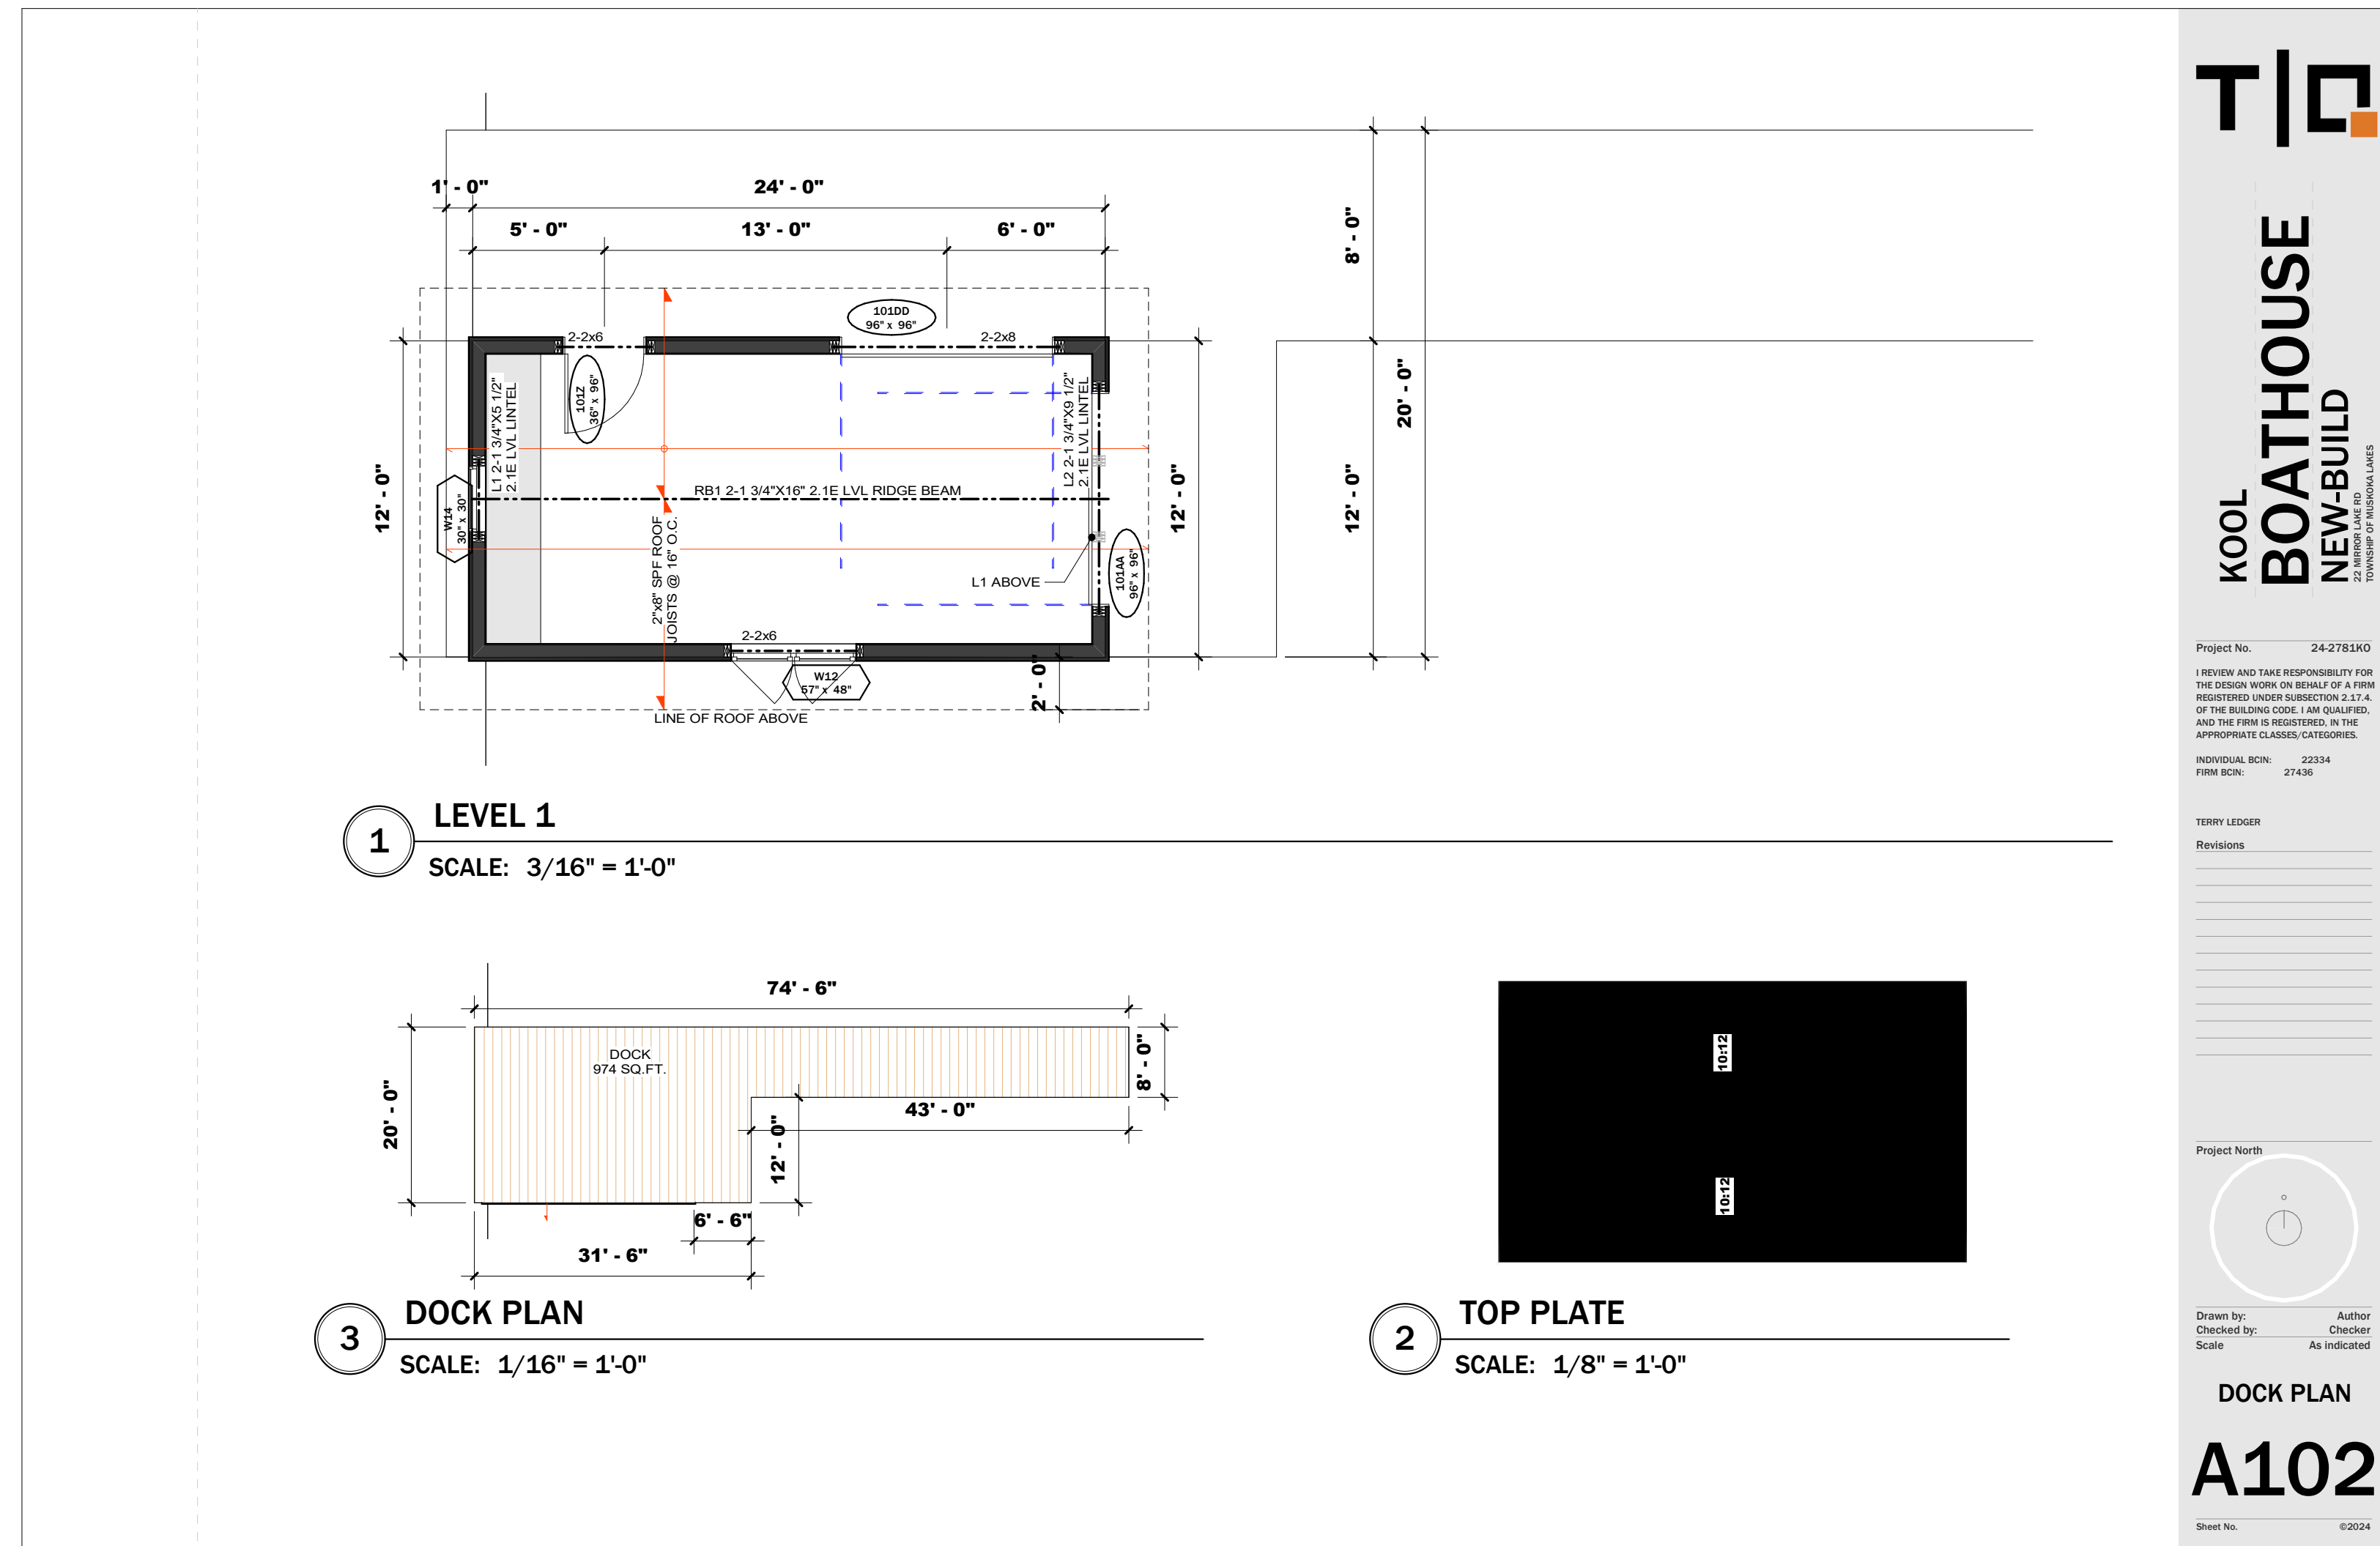 1' - 0"
24' - 0"
5' - 0"
13' - 0"
6' - 0"
8' - 0"
20' - 0"
12' - 0"
12' - 0"
12' - 0"
2-2x6
101DD
96" x 96"
2-2x8
101Z
36" x 96"
L1 2-1 3/4"X5 1/2"
2.1E LVL LINTEL
L2 2-1 3/4"X9 1/2"
2.1E LVL LINTEL
RB1 2-1 3/4"X16" 2.1E LVL RIDGE BEAM
W14
30" x 30"
2"x8" SPF ROOF
JOISTS @ 16" O.C.
L1 ABOVE
101AA
96" x 96"
2-2x6
W12
57" x 48"
2' - 0"
LINE OF ROOF ABOVE
1
LEVEL 1
SCALE: 3/16" = 1'-0"
74' - 6"
DOCK
974 SQ.FT.
20' - 0"
8' - 0"
43' - 0"
12' - 0"
6' - 6"
31' - 6"
3
DOCK PLAN
SCALE: 1/16" = 1'-0"
10:12
10:12
2
TOP PLATE
SCALE: 1/8" = 1'-0"
KOOL
BOATHOUSE
NEW-BUILD
22 MIRROR LAKE RD
TOWNSHIP OF MUSKOKA LAKES
Project No. 24-2781KO
I REVIEW AND TAKE RESPONSIBILITY FOR
THE DESIGN WORK ON BEHALF OF A FIRM
REGISTERED UNDER SUBSECTION 2.17.4.
OF THE BUILDING CODE. I AM QUALIFIED,
AND THE FIRM IS REGISTERED, IN THE
APPROPRIATE CLASSES/CATEGORIES.
INDIVIDUAL BCIN: 22334
FIRM BCIN: 27436
TERRY LEDGER
Revisions
Project North
Drawn by: Author
Checked by: Checker
Scale As indicated
DOCK PLAN
A102
Sheet No. ©2024